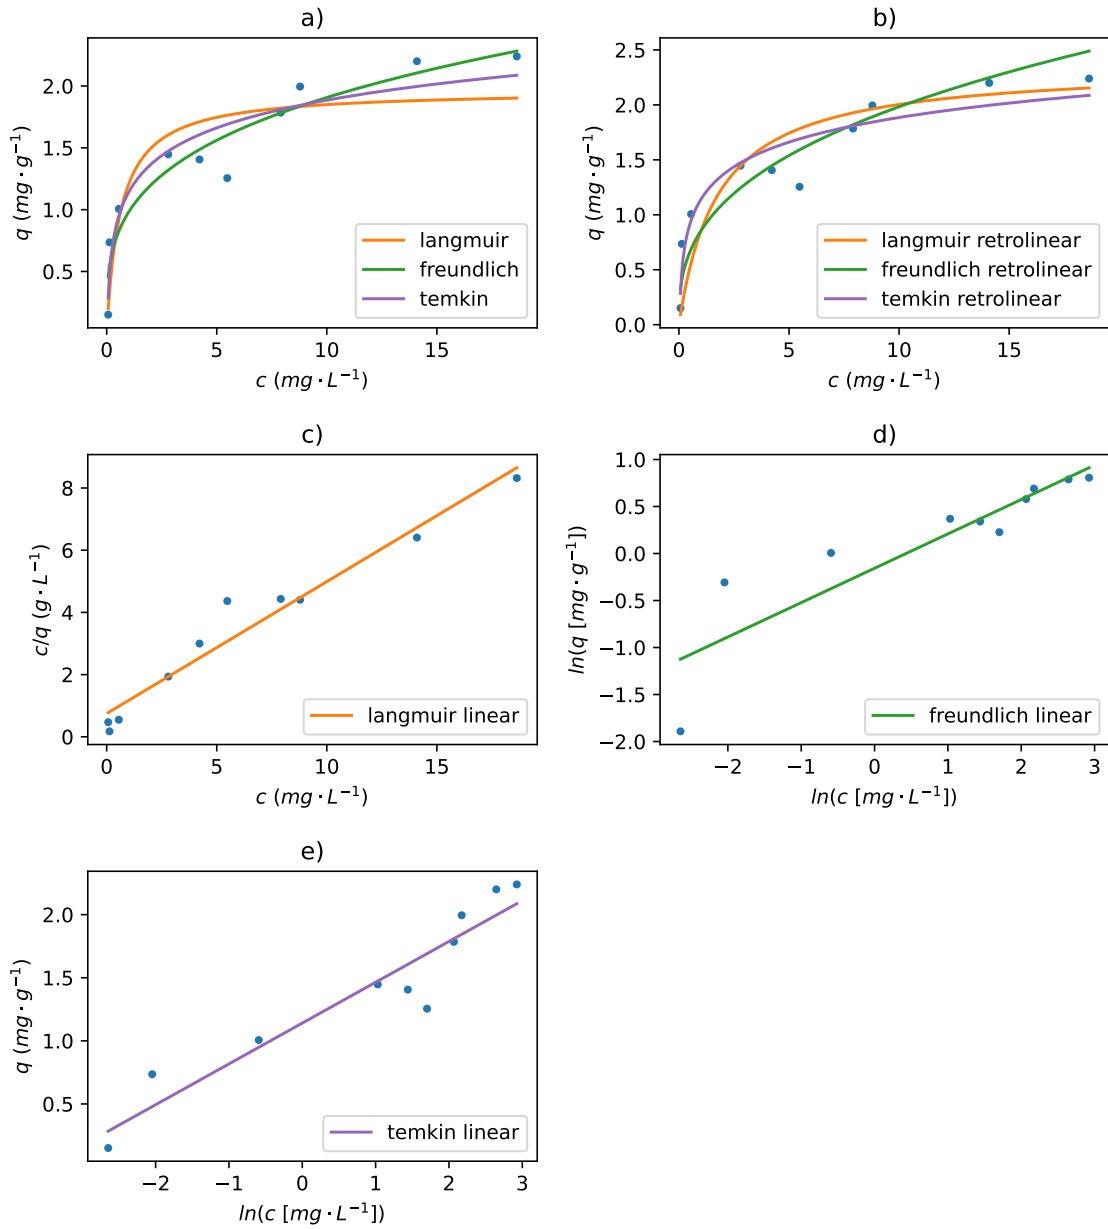 a)
q (mg · g⁻¹)
2.0
1.5
1.0
0.5
0
5
10
15
c (mg · L⁻¹)
langmuir
freundlich
temkin
b)
q (mg · g⁻¹)
2.5
2.0
1.5
1.0
0.5
0.0
0
5
10
15
c (mg · L⁻¹)
langmuir retrolinear
freundlich retrolinear
temkin retrolinear
c)
c/q (g · L⁻¹)
8
6
4
2
0
0
5
10
15
c (mg · L⁻¹)
langmuir linear
d)
ln(q [mg · g⁻¹])
1.0
0.5
0.0
−0.5
−1.0
−1.5
−2.0
−2
−1
0
1
2
3
ln(c [mg · L⁻¹])
freundlich linear
e)
q (mg · g⁻¹)
2.0
1.5
1.0
0.5
−2
−1
0
1
2
3
ln(c [mg · L⁻¹])
temkin linear